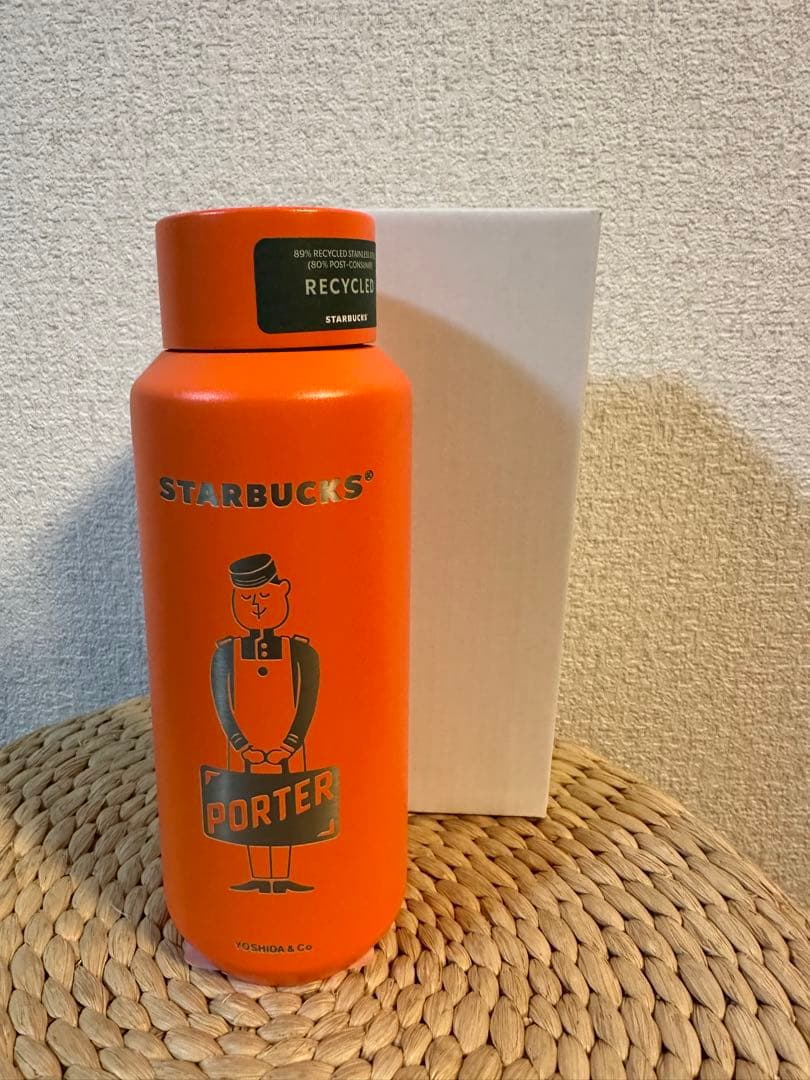 89% RECYCLED STAINLESS
(80% POST-CONSUMER
RECYCLED
STARBUCKS
STARBUCKS®
PORTER
YOSHIDA & Co